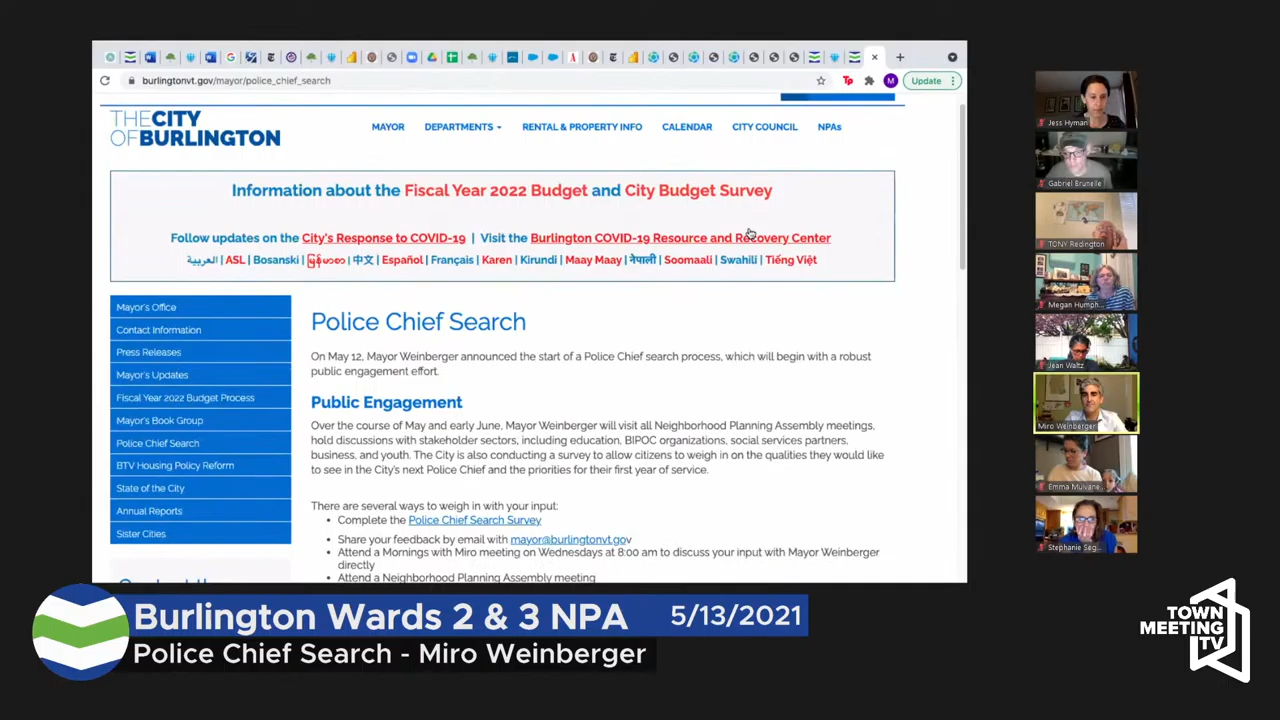 burlingtonvt.gov/mayor/police_chief_search
Update
THE CITY
OF BURLINGTON
MAYOR
DEPARTMENTS
RENTAL & PROPERTY INFO
CALENDAR
CITY COUNCIL
NPAs
Information about the Fiscal Year 2022 Budget and City Budget Survey
Follow updates on the City's Response to COVID-19 | Visit the Burlington COVID-19 Resource and Recovery Center
العربية | ASL | Bosanski | မြန်မာစာ | 中文 | Español | Français | Karen | Kirundi | Maay Maay | नेपाली | Soomaali | Swahili | Tiếng Việt
Mayor's Office
Contact Information
Press Releases
Mayor's Updates
Fiscal Year 2022 Budget Process
Mayor's Book Group
Police Chief Search
BTV Housing Policy Reform
State of the City
Annual Reports
Sister Cities
Police Chief Search
On May 12, Mayor Weinberger announced the start of a Police Chief search process, which will begin with a robust
public engagement effort.
Public Engagement
Over the course of May and early June, Mayor Weinberger will visit all Neighborhood Planning Assembly meetings,
hold discussions with stakeholder sectors, including education, BIPOC organizations, social services partners,
business, and youth. The City is also conducting a survey to allow citizens to weigh in on the qualities they would like
to see in the City's next Police Chief and the priorities for their first year of service.
There are several ways to weigh in with your input:
• Complete the Police Chief Search Survey
• Share your feedback by email with mayor@burlingtonvt.gov
• Attend a Mornings with Miro meeting on Wednesdays at 8:00 am to discuss your input with Mayor Weinberger
directly
• Attend a Neighborhood Planning Assembly meeting
Jess Hyman
Gabriel Brunelle
TONY Redington
Megan Humph...
Jean Waltz
Miro Weinberger
Emma Mulvane...
Stephanie Seg...
Burlington Wards 2 & 3 NPA
5/13/2021
Police Chief Search - Miro Weinberger
TOWN
MEETING
TV